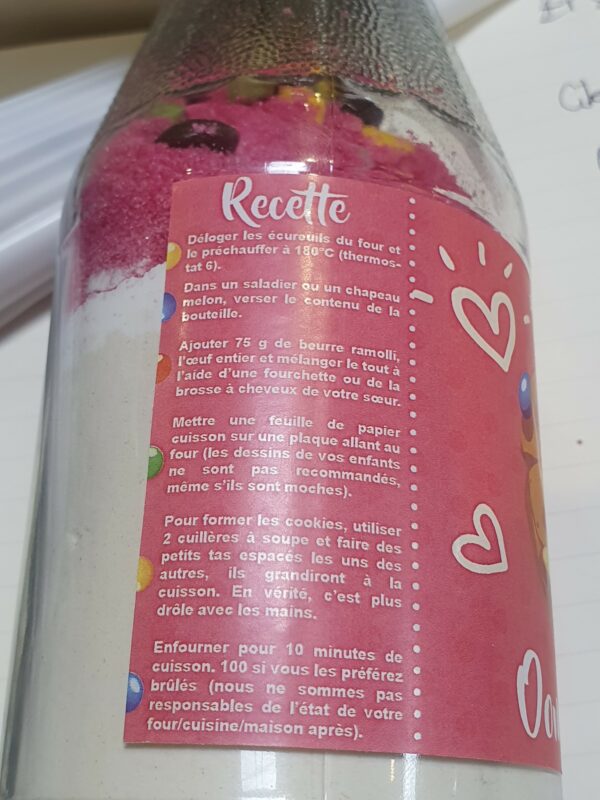 Recette
Déloger les écureuils du four et
le préchauffer à 180°C (thermos-
tat 6).
Dans un saladier ou un chapeau
melon, verser le contenu de la
bouteille.
Ajouter 75 g de beurre ramolli,
l'œuf entier et mélanger le tout à
l'aide d'une fourchette ou de la
brosse à cheveux de votre sœur.
Mettre une feuille de papier
cuisson sur une plaque allant au
four (les dessins de vos enfants
ne sont pas recommandés,
même s'ils sont moches).
Pour former les cookies, utiliser
2 cuillères à soupe et faire des
petits tas espacés les uns des
autres, ils grandiront à la
cuisson. En vérité, c'est plus
drôle avec les mains.
Enfourner pour 10 minutes de
cuisson. 100 si vous les préférez
brûlés (nous ne sommes pas
responsables de l'état de votre
four/cuisine/maison après).